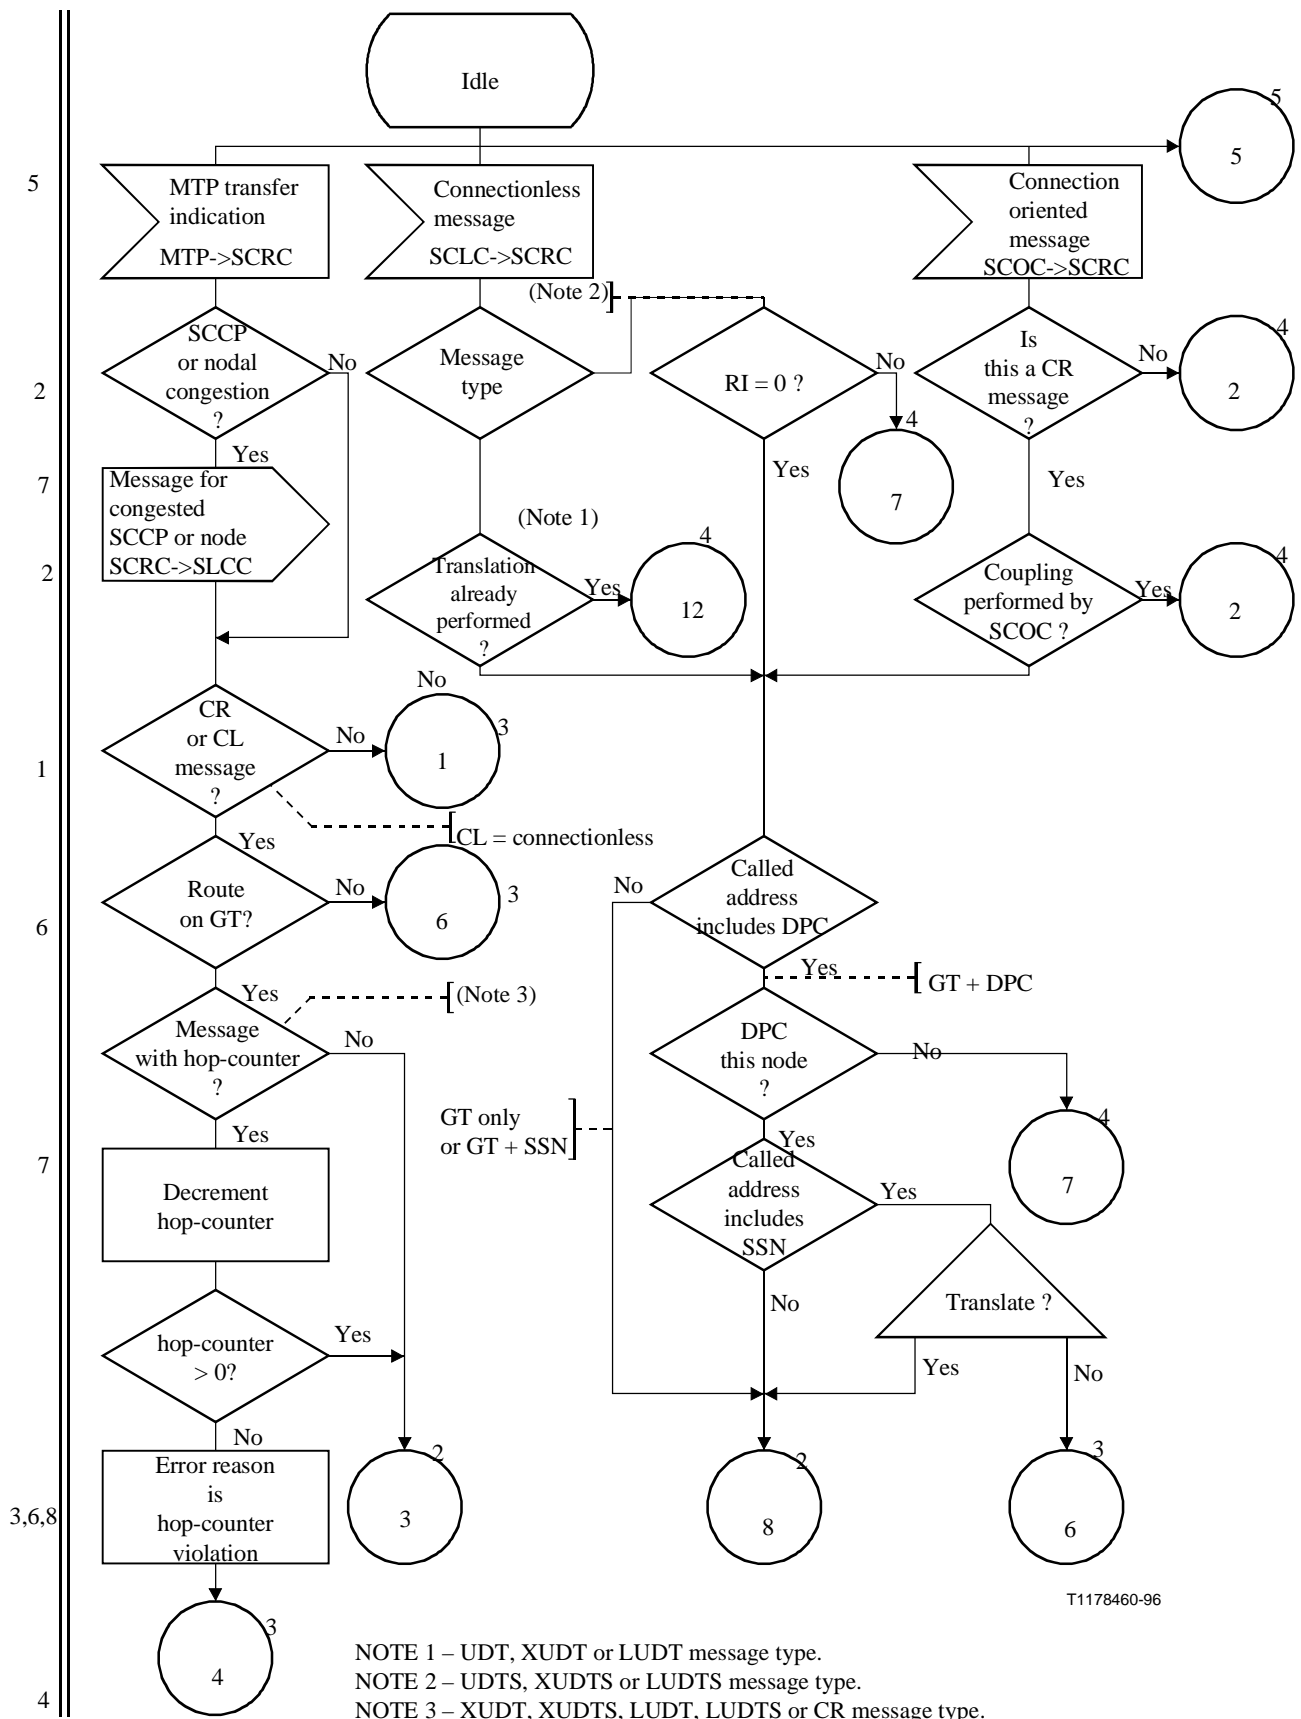 Idle
5
5
5
MTP transfer
indication
MTP->SCRC
Connectionless
message
SCLC->SCRC
Connection
oriented
message
SCOC->SCRC
(Note 2)
SCCP
or nodal
congestion
?
No
Yes
Message
type
RI = 0 ?
No
Yes
4
7
Is
this a CR
message
?
No
Yes
4
2
2
7
Message for
congested
SCCP or node
SCRC->SLCC
2
(Note 1)
Translation
already
performed
?
Yes
No
4
12
Coupling
performed by
SCOC ?
Yes
4
2
CR
or CL
message
?
No
Yes
3
1
1
CL = connectionless
Route
on GT?
No
Yes
3
6
6
Called
address
includes DPC
No
Yes
GT + DPC
(Note 3)
Message
with hop-counter
?
No
Yes
DPC
this node
?
No
Yes
4
7
GT only
or GT + SSN
7
Decrement
hop-counter
Called
address
includes
SSN
Yes
No
Translate ?
Yes
No
hop-counter
> 0?
Yes
No
2
3
2
8
3
6
3,6,8
Error reason
is
hop-counter
violation
T1178460-96
3
4
4
NOTE 1 – UDT, XUDT or LUDT message type.
NOTE 2 – UDTS, XUDTS or LUDTS message type.
NOTE 3 – XUDT, XUDTS, LUDT, LUDTS or CR message type.